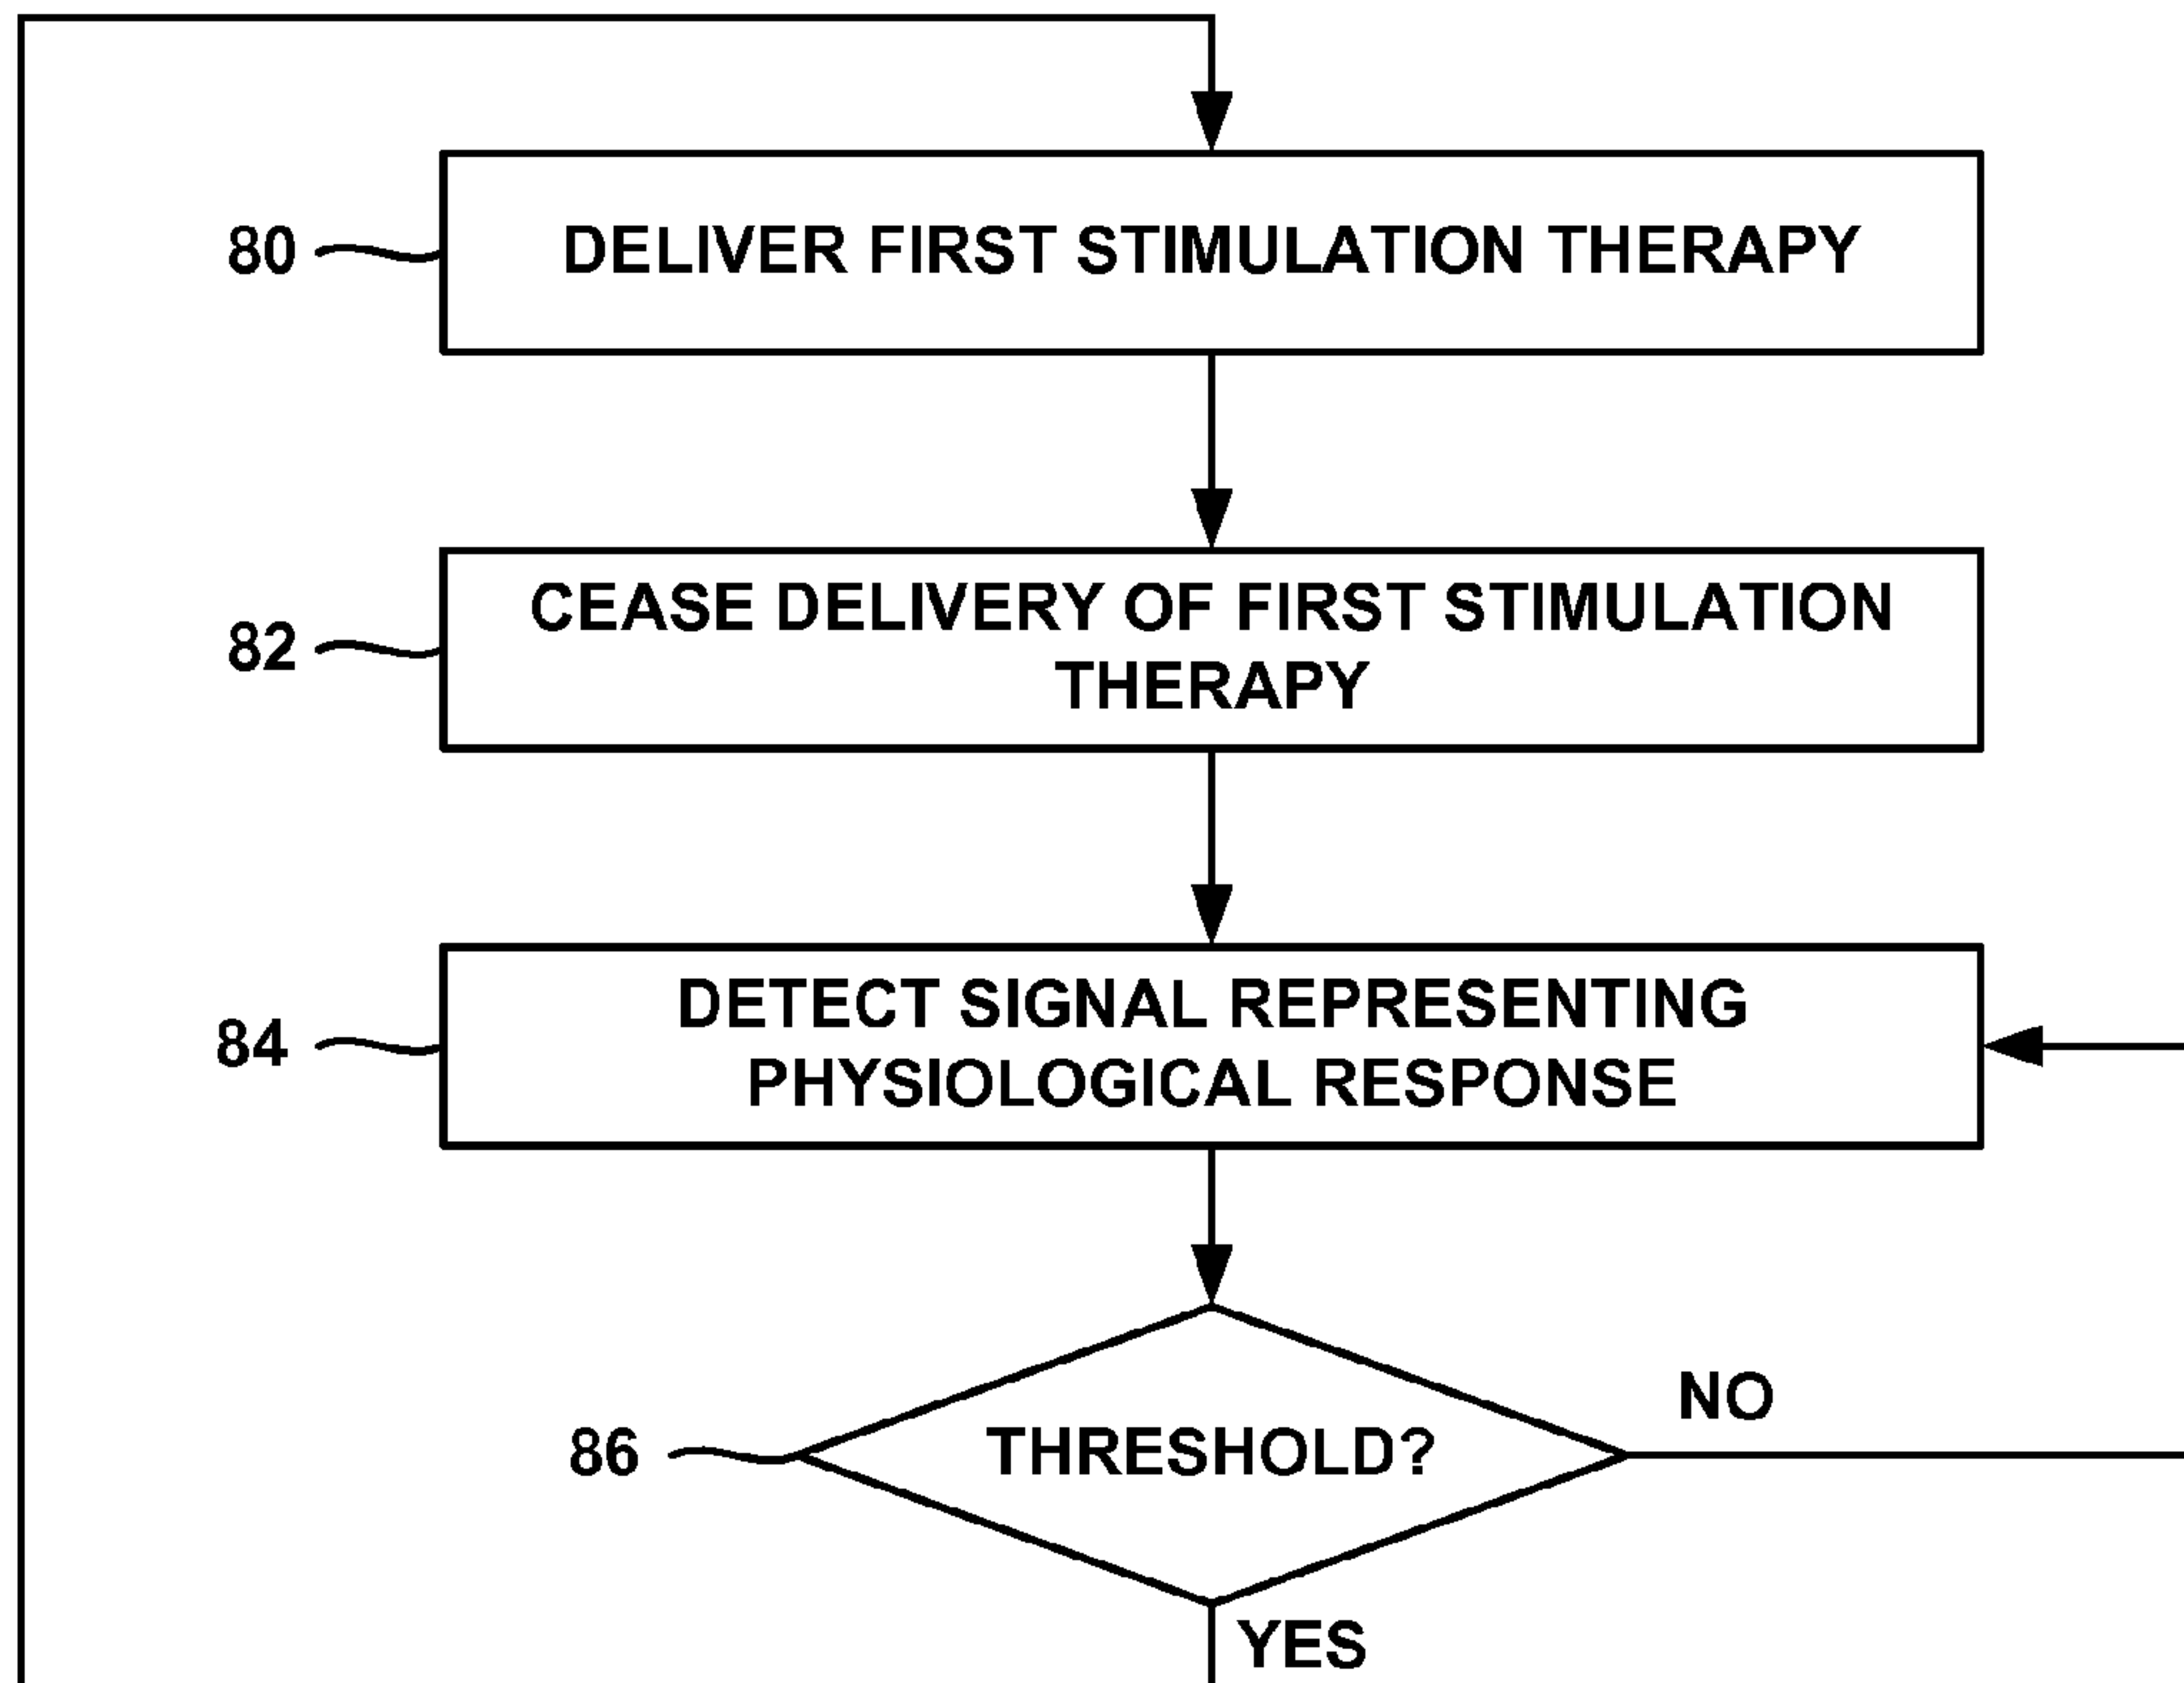 80
DELIVER FIRST STIMULATION THERAPY
82
CEASE DELIVERY OF FIRST STIMULATION
THERAPY
84
DETECT SIGNAL REPRESENTING
PHYSIOLOGICAL RESPONSE
86
THRESHOLD?
NO
YES